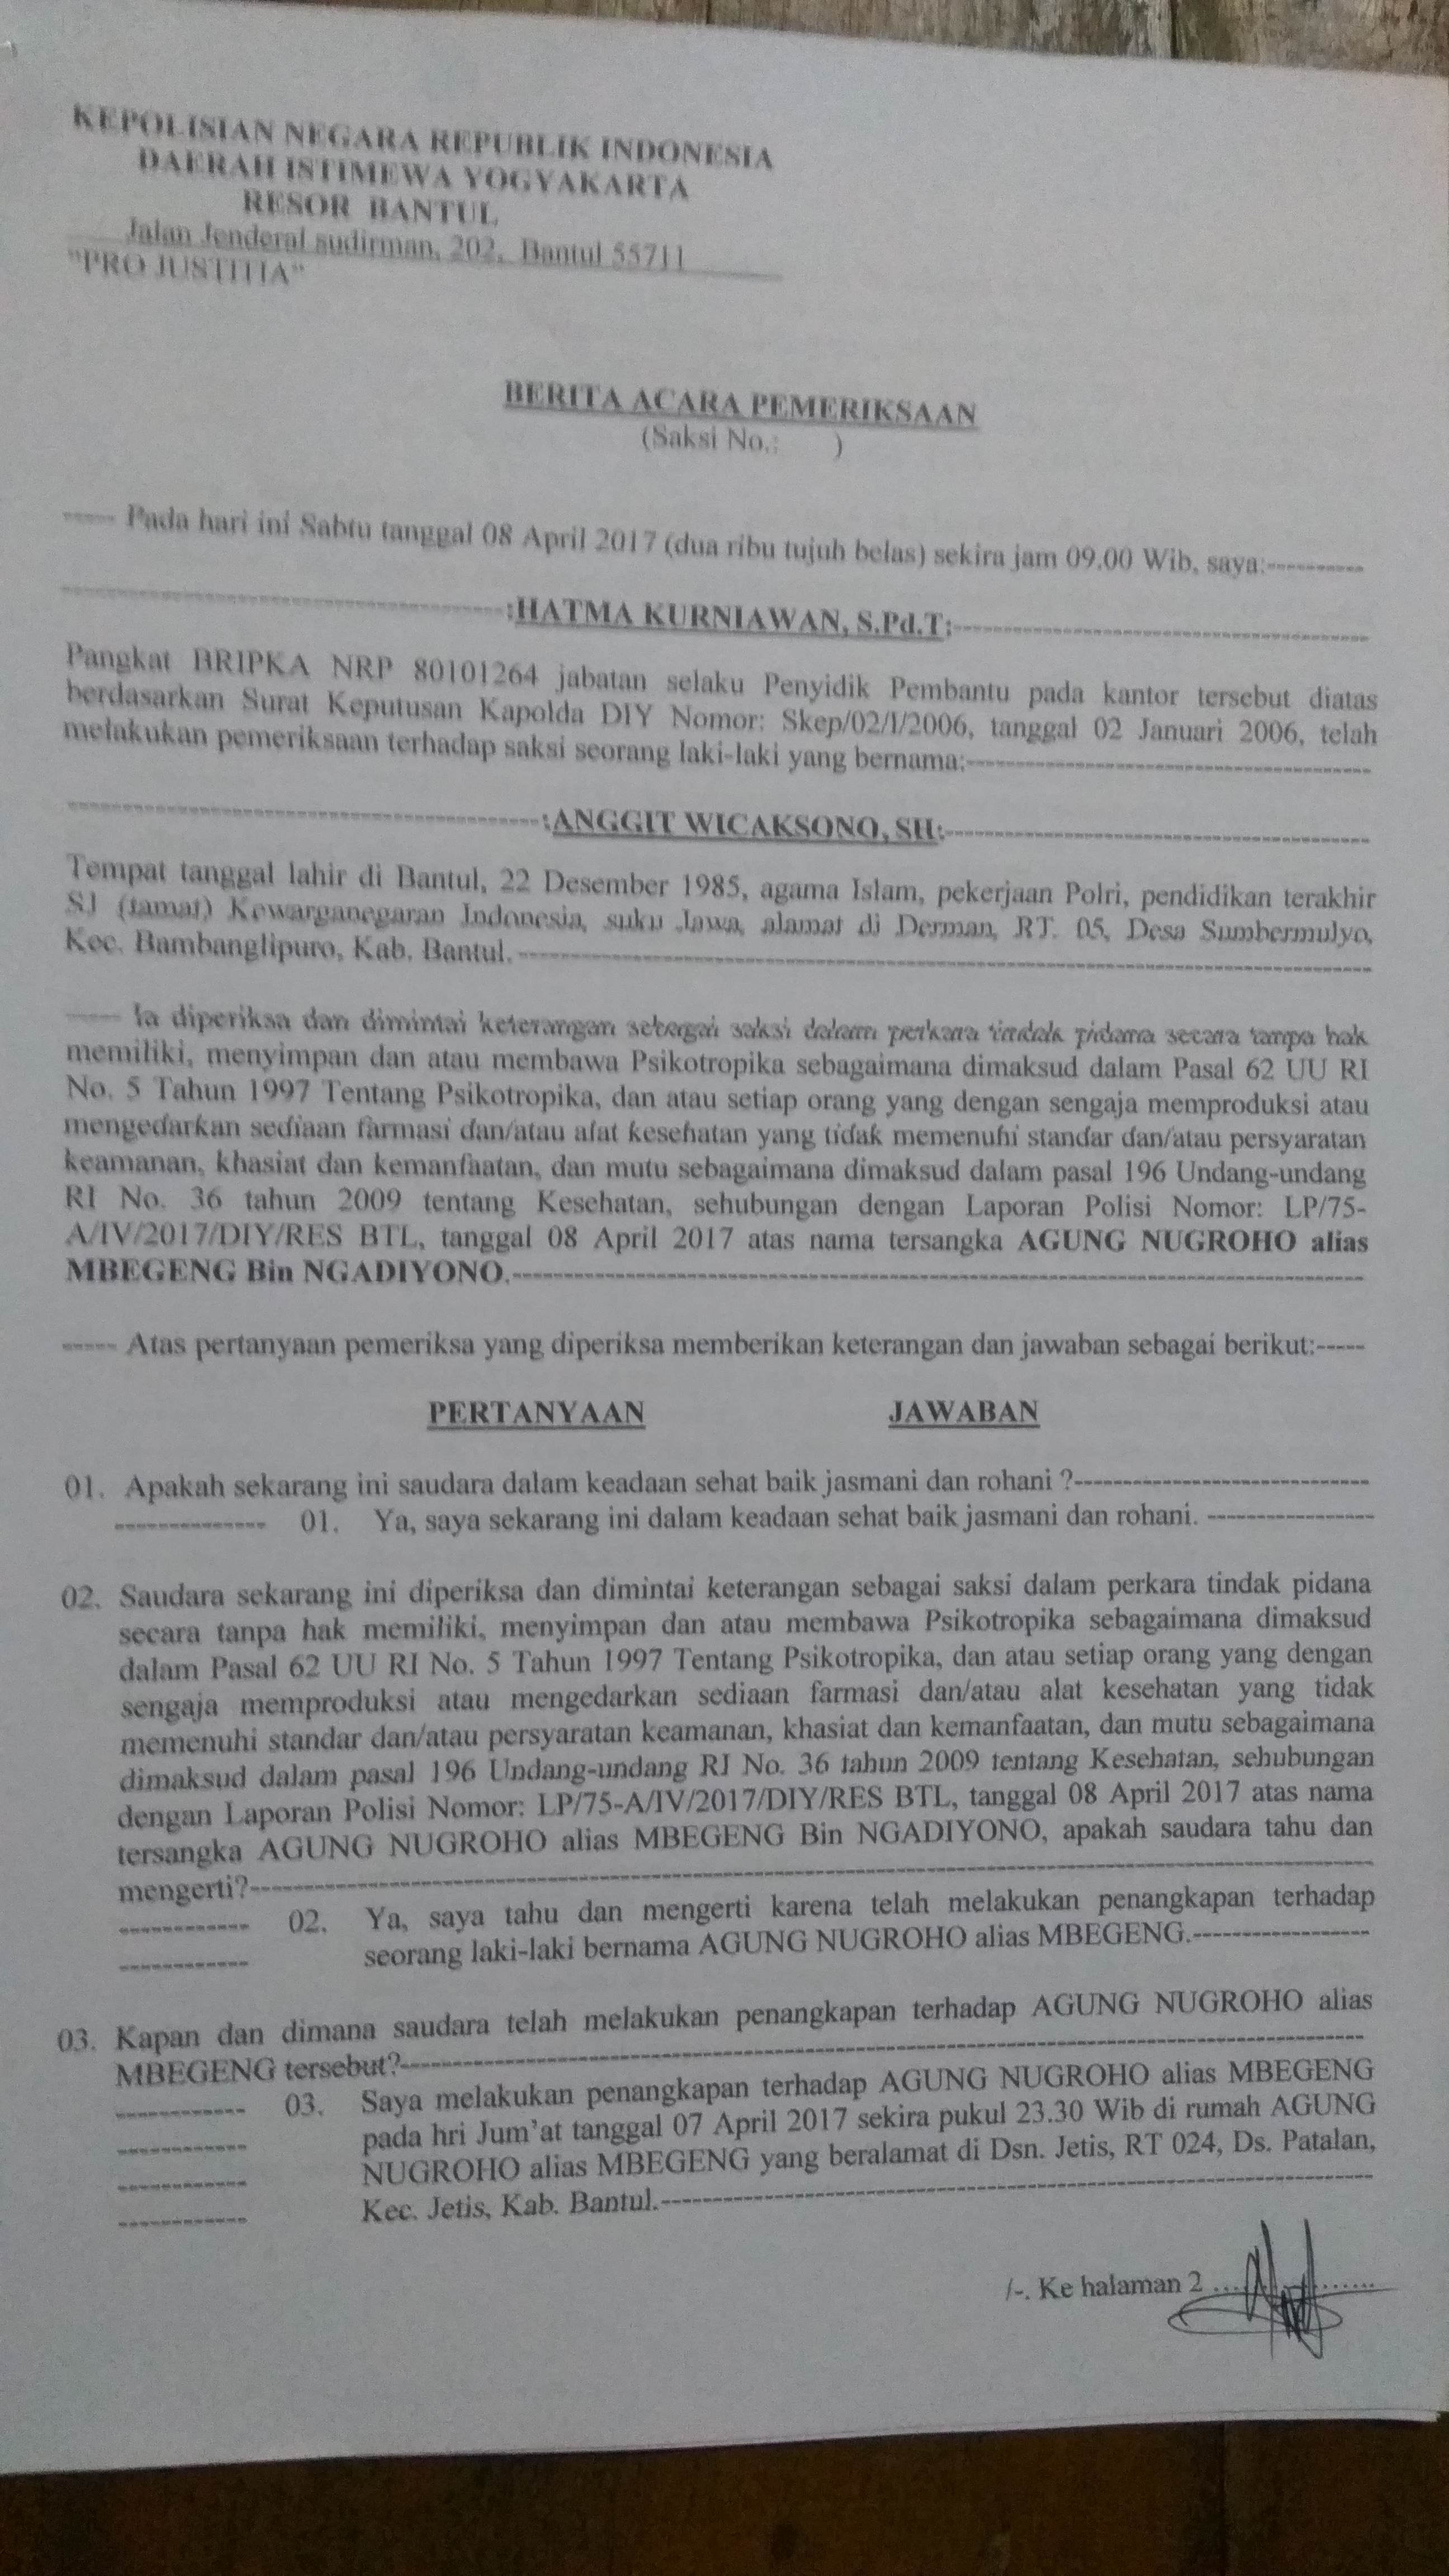 KEPOLISIAN NEGARA REPUBLIK INDONESIA
DAERAH ISTIMEWA YOGYAKARTA
RESOR BANTUL
Jalan Jenderal sudirman, 202, Bantul 55711
"PRO JUSTITIA"
BERITA ACARA PEMERIKSAAN
(Saksi No.: )
----- Pada hari ini Sabtu tanggal 08 April 2017 (dua ribu tujuh belas) sekira jam 09.00 Wib, saya:----------
--------------------------------------------:HATMA KURNIAWAN, S.Pd.T:------------------------------------------
Pangkat BRIPKA NRP 80101264 jabatan selaku Penyidik Pembantu pada kantor tersebut diatas
berdasarkan Surat Keputusan Kapolda DIY Nomor: Skep/02/I/2006, tanggal 02 Januari 2006, telah
melakukan pemeriksaan terhadap saksi seorang laki-laki yang bernama:------------------------------------------
-----------------------------------------------:ANGGIT WICAKSONO, SH:-------------------------------------------
Tempat tanggal lahir di Bantul, 22 Desember 1985, agama Islam, pekerjaan Polri, pendidikan terakhir
S1 (tamat) Kewarganegaran Indonesia, suku Jawa, alamat di Derman, RT. 05, Desa Sumbermulyo,
Kec. Bambanglipuro, Kab. Bantul.-------------------------------------------------------------------------------------
----- Ia diperiksa dan dimintai keterangan sebagai saksi dalam perkara tindak pidana secara tanpa hak
memiliki, menyimpan dan atau membawa Psikotropika sebagaimana dimaksud dalam Pasal 62 UU RI
No. 5 Tahun 1997 Tentang Psikotropika, dan atau setiap orang yang dengan sengaja memproduksi atau
mengedarkan sediaan farmasi dan/atau alat kesehatan yang tidak memenuhi standar dan/atau persyaratan
keamanan, khasiat dan kemanfaatan, dan mutu sebagaimana dimaksud dalam pasal 196 Undang-undang
RI No. 36 tahun 2009 tentang Kesehatan, sehubungan dengan Laporan Polisi Nomor: LP/75-
A/IV/2017/DIY/RES BTL, tanggal 08 April 2017 atas nama tersangka AGUNG NUGROHO alias
MBEGENG Bin NGADIYONO.-------------------------------------------------------------------------------------
----- Atas pertanyaan pemeriksa yang diperiksa memberikan keterangan dan jawaban sebagai berikut:-----
PERTANYAAN JAWABAN
01. Apakah sekarang ini saudara dalam keadaan sehat baik jasmani dan rohani ?------------------------------
-------------- 01. Ya, saya sekarang ini dalam keadaan sehat baik jasmani dan rohani. -----------------
02. Saudara sekarang ini diperiksa dan dimintai keterangan sebagai saksi dalam perkara tindak pidana
secara tanpa hak memiliki, menyimpan dan atau membawa Psikotropika sebagaimana dimaksud
dalam Pasal 62 UU RI No. 5 Tahun 1997 Tentang Psikotropika, dan atau setiap orang yang dengan
sengaja memproduksi atau mengedarkan sediaan farmasi dan/atau alat kesehatan yang tidak
memenuhi standar dan/atau persyaratan keamanan, khasiat dan kemanfaatan, dan mutu sebagaimana
dimaksud dalam pasal 196 Undang-undang RI No. 36 tahun 2009 tentang Kesehatan, sehubungan
dengan Laporan Polisi Nomor: LP/75-A/IV/2017/DIY/RES BTL, tanggal 08 April 2017 atas nama
tersangka AGUNG NUGROHO alias MBEGENG Bin NGADIYONO, apakah saudara tahu dan
mengerti?-----------------------------------------------------------------------------------------------------------
------------ 02. Ya, saya tahu dan mengerti karena telah melakukan penangkapan terhadap
------------ seorang laki-laki bernama AGUNG NUGROHO alias MBEGENG.------------------
03. Kapan dan dimana saudara telah melakukan penangkapan terhadap AGUNG NUGROHO alias
MBEGENG tersebut?-----------------------------------------------------------------------------------------------
------------ 03. Saya melakukan penangkapan terhadap AGUNG NUGROHO alias MBEGENG
------------ pada hri Jum'at tanggal 07 April 2017 sekira pukul 23.30 Wib di rumah AGUNG
------------ NUGROHO alias MBEGENG yang beralamat di Dsn. Jetis, RT 024, Ds. Patalan,
------------ Kec. Jetis, Kab. Bantul.-----------------------------------------------------------------------
/-. Ke halaman 2 ....................